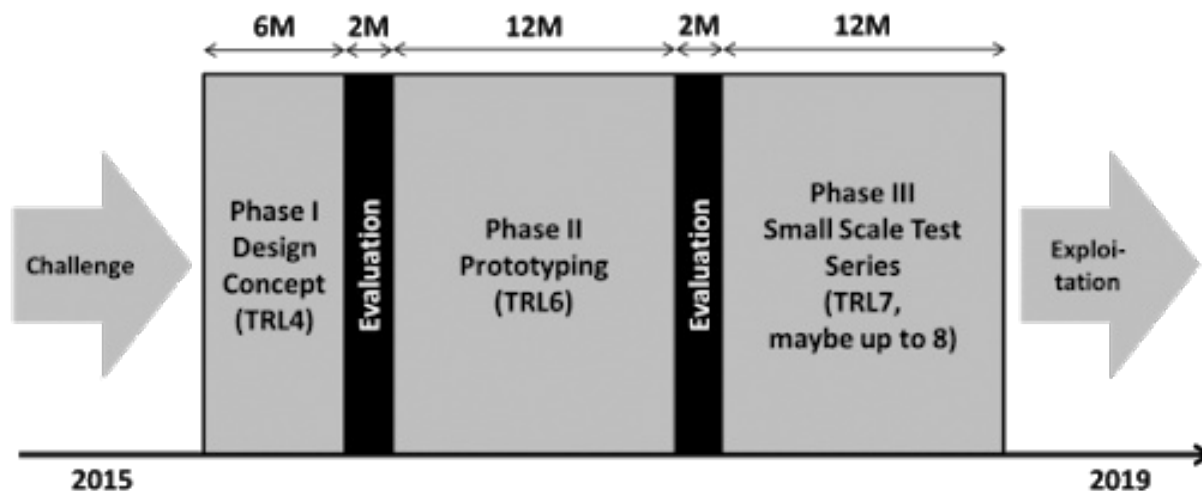 6M 2M 12M 2M 12M
Challenge
Phase I
Design
Concept
(TRL4)
Evaluation
Phase II
Prototyping
(TRL6)
Evaluation
Phase III
Small Scale Test
Series
(TRL7,
maybe up to 8)
Exploi-
tation
2015 2019